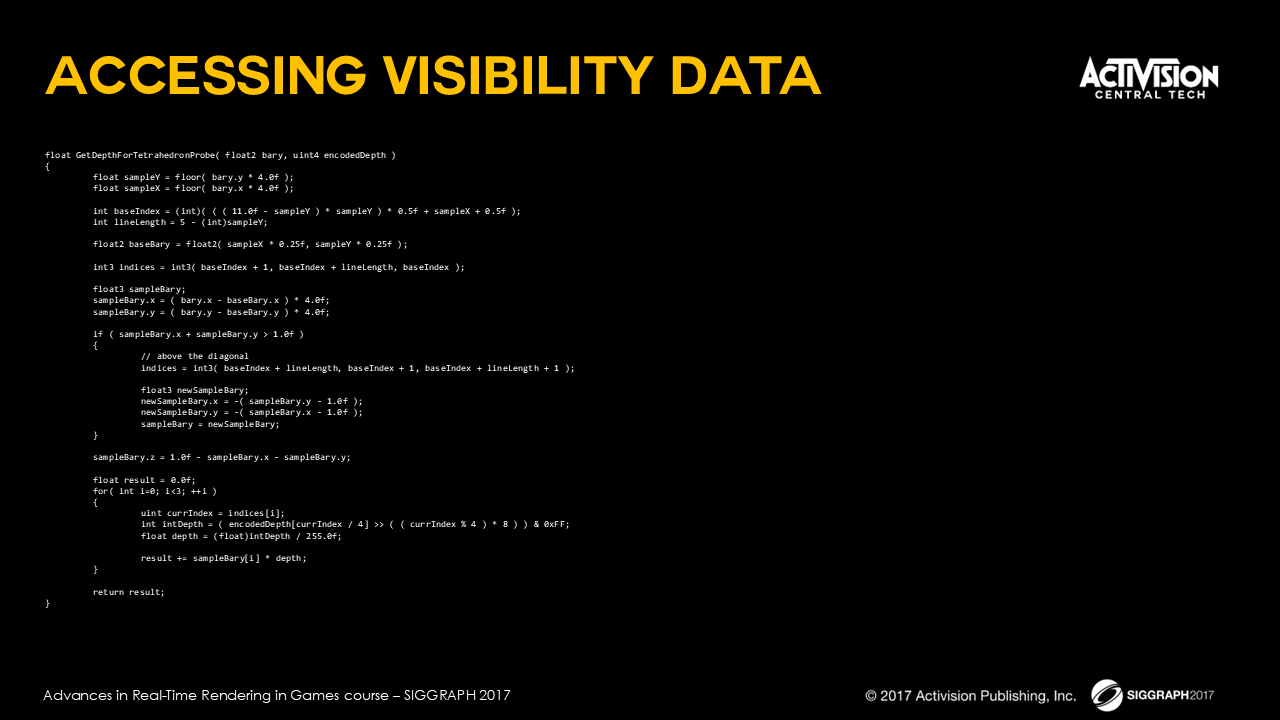 ACCESSING VISIBILITY DATA
ACTIVISION
CENTRAL TECH
float GetDepthForTetrahedronProbe( float2 bary, uint4 encodedDepth )
{
float sampleY = floor( bary.y * 4.0f );
float sampleX = floor( bary.x * 4.0f );
int baseIndex = (int)( ( ( 11.0f - sampleY ) * sampleY ) * 0.5f + sampleX + 0.5f );
int lineLength = 5 - (int)sampleY;
float2 baseBary = float2( sampleX * 0.25f, sampleY * 0.25f );
int3 indices = int3( baseIndex + 1, baseIndex + lineLength, baseIndex );
float3 sampleBary;
sampleBary.x = ( bary.x - baseBary.x ) * 4.0f;
sampleBary.y = ( bary.y - baseBary.y ) * 4.0f;
if ( sampleBary.x + sampleBary.y > 1.0f )
{
// above the diagonal
indices = int3( baseIndex + lineLength, baseIndex + 1, baseIndex + lineLength + 1 );
float3 newSampleBary;
newSampleBary.x = -( sampleBary.y - 1.0f );
newSampleBary.y = -( sampleBary.x - 1.0f );
sampleBary = newSampleBary;
}
sampleBary.z = 1.0f - sampleBary.x - sampleBary.y;
float result = 0.0f;
for( int i=0; i<3; ++i )
{
uint currIndex = indices[i];
int intDepth = ( encodedDepth[currIndex / 4] >> ( ( currIndex % 4 ) * 8 ) ) & 0xFF;
float depth = (float)intDepth / 255.0f;
result += sampleBary[i] * depth;
}
return result;
}
Advances in Real-Time Rendering in Games course – SIGGRAPH 2017
© 2017 Activision Publishing, Inc.
SIGGRAPH2017